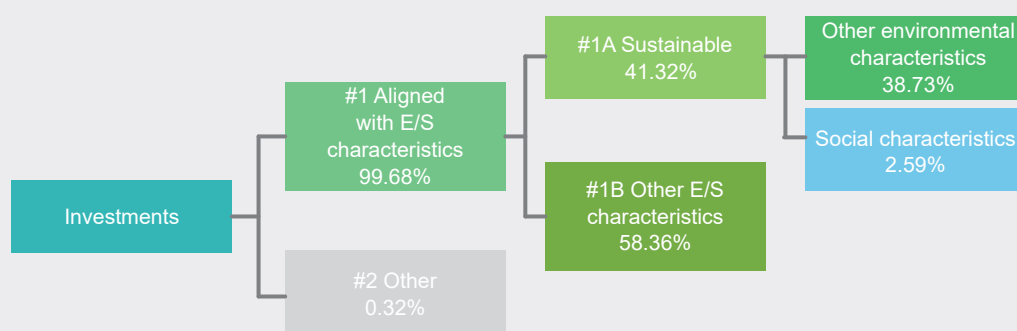 Investments
#1 Aligned
with E/S
characteristics
99.68%
#2 Other
0.32%
#1A Sustainable
41.32%
#1B Other E/S
characteristics
58.36%
Other environmental
characteristics
38.73%
Social characteristics
2.59%